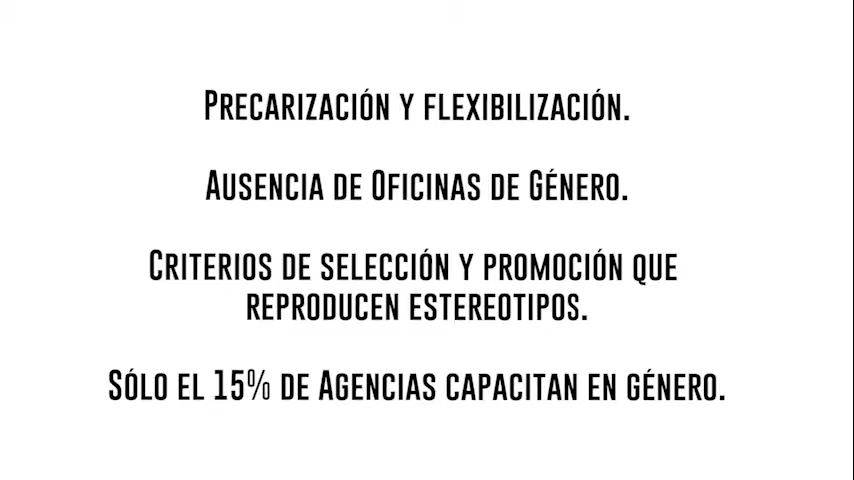 Precarización y flexibilización.
Ausencia de Oficinas de Género.
Criterios de selección y promoción que
reproducen estereotipos.
Sólo el 15% de Agencias capacitan en género.